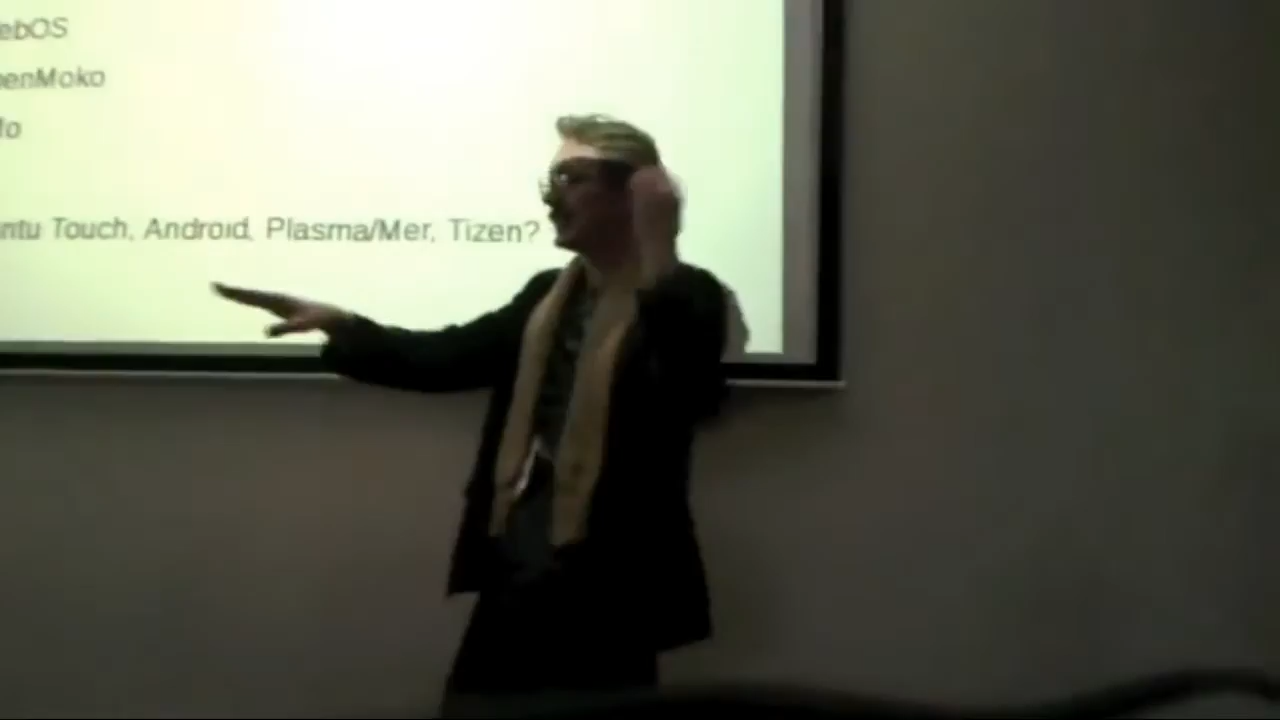 ebOS
enMoko
lo
ntu Touch, Android, Plasma/Mer, Tizen?